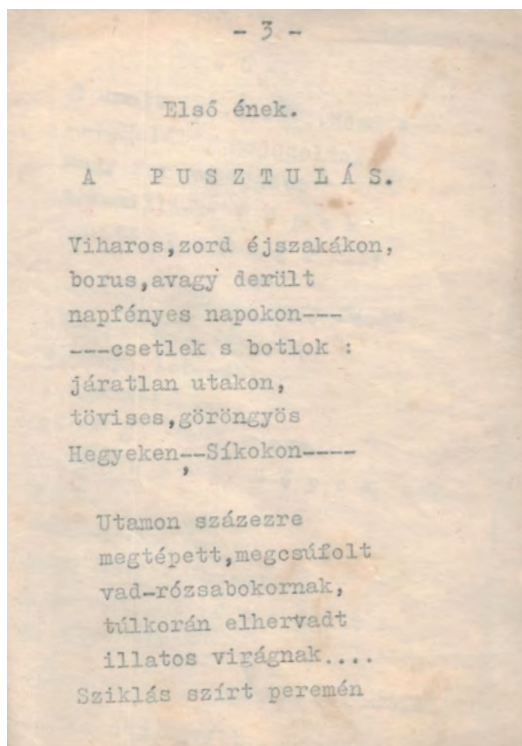 - 3 -
Első ének.
A PUSZTULÁS.
Viharos,zord éjszakákon,
borus,avagy derült
napfényes napokon---
---csetlek s botlok :
járatlan utakon,
tövises,göröngyös
Hegyeken,--Síkokon----
Utamon százezre
megtépett,megcsúfolt
vad-rózsabokornak,
túlkorán elhervadt
illatos virágnak....
Sziklás szírt peremén